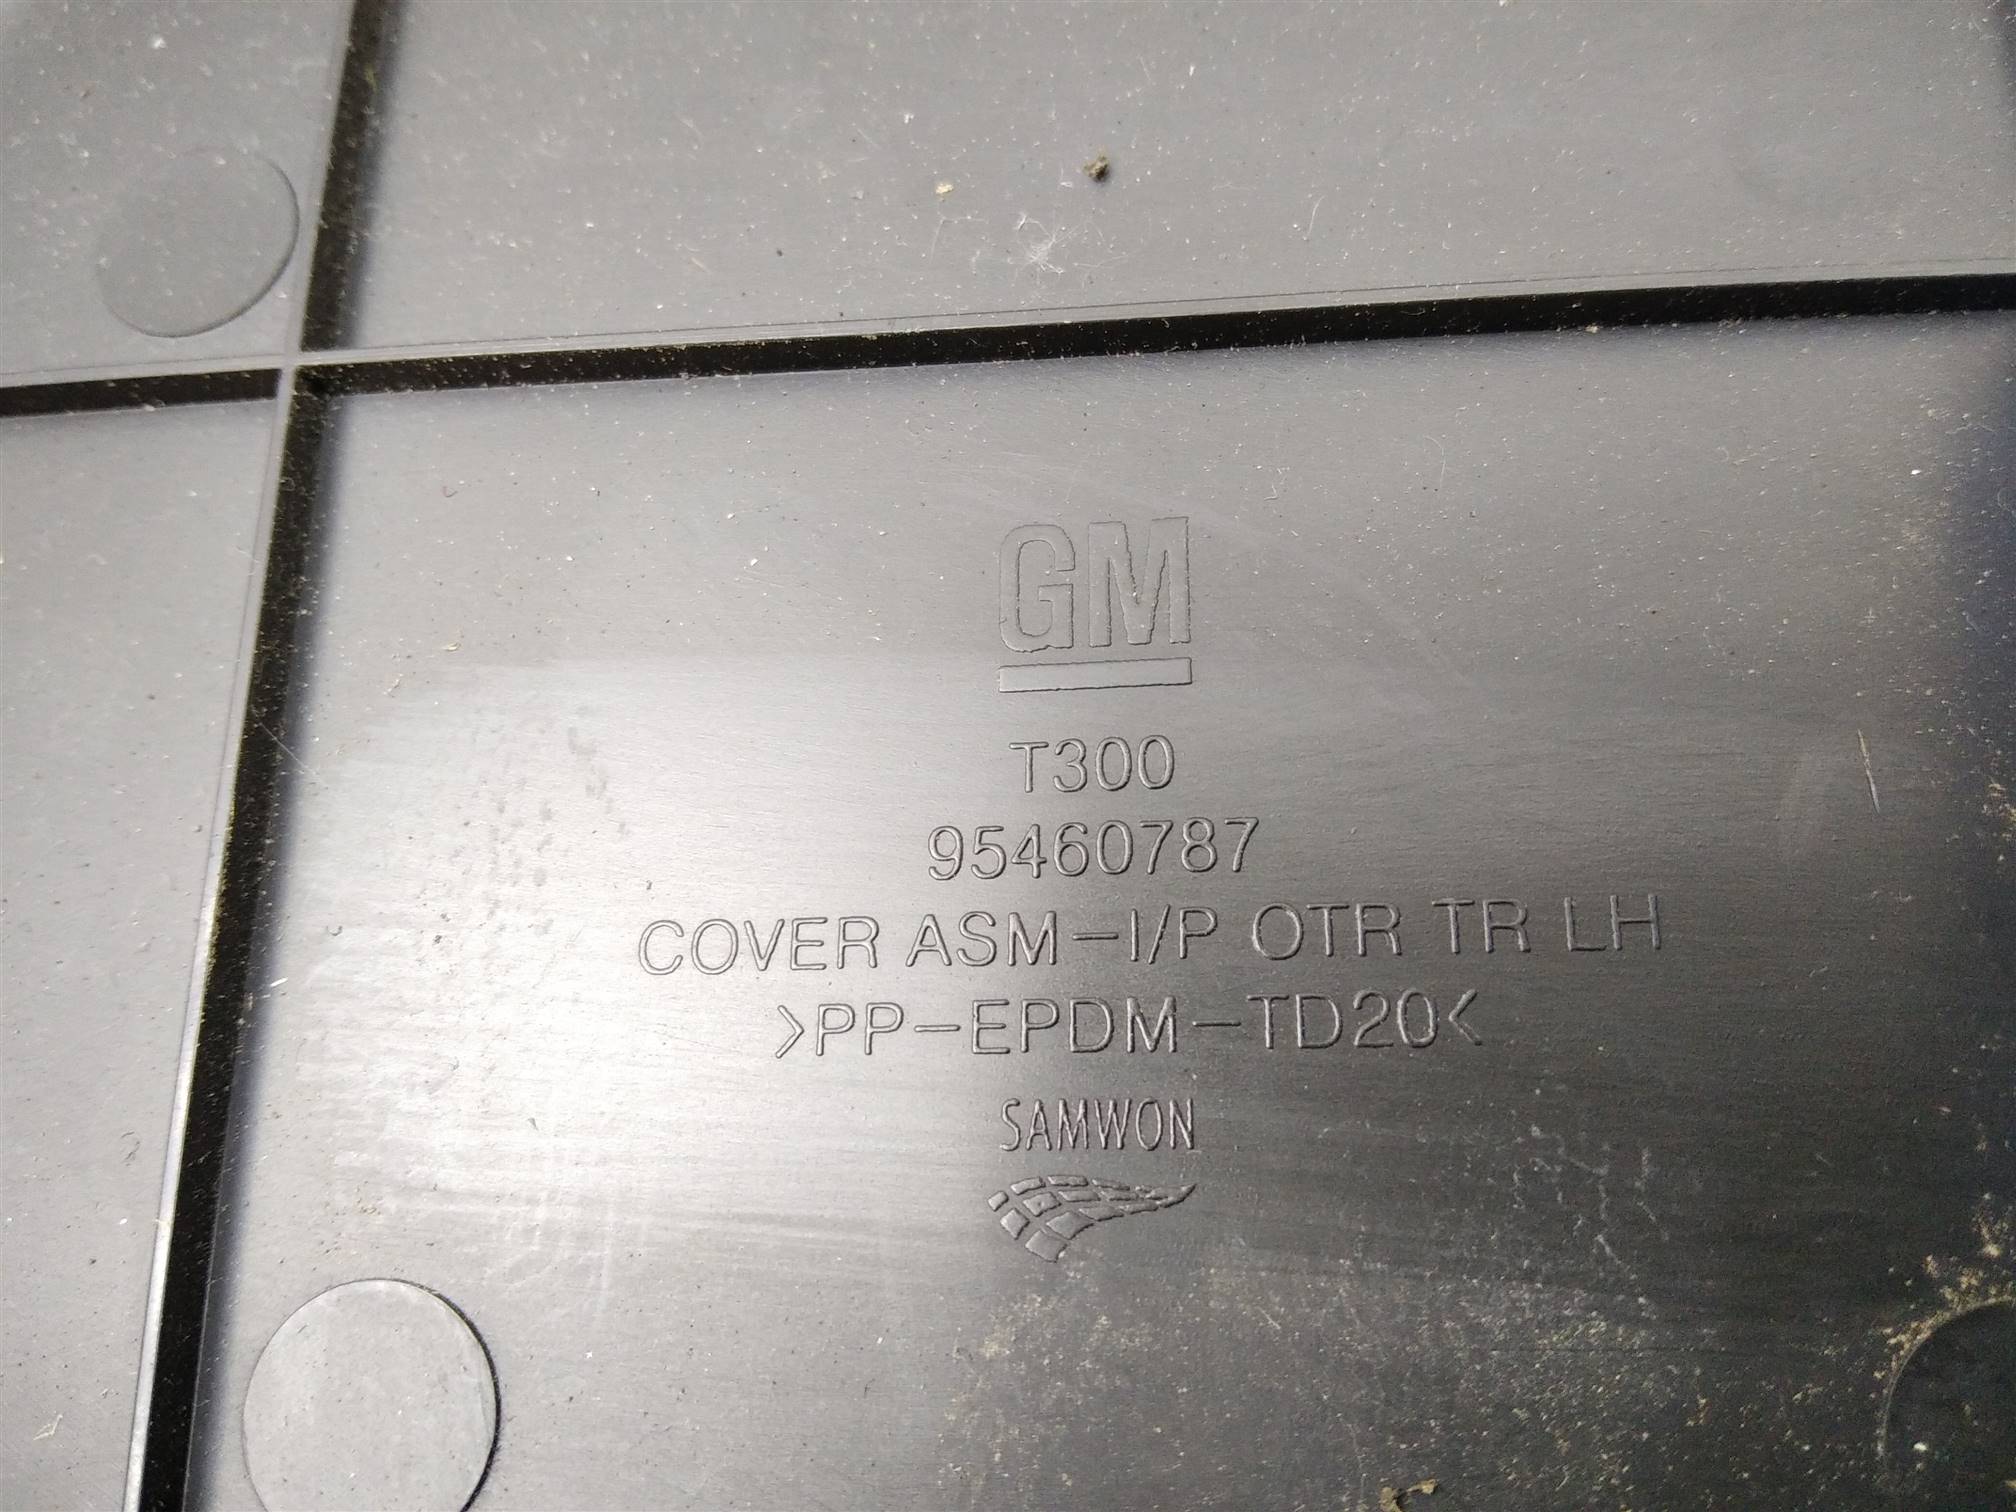 GM
T300
95460787
COVER ASM-I/P OTR TR LH
>PP-EPDM-TD20<
SAMWON